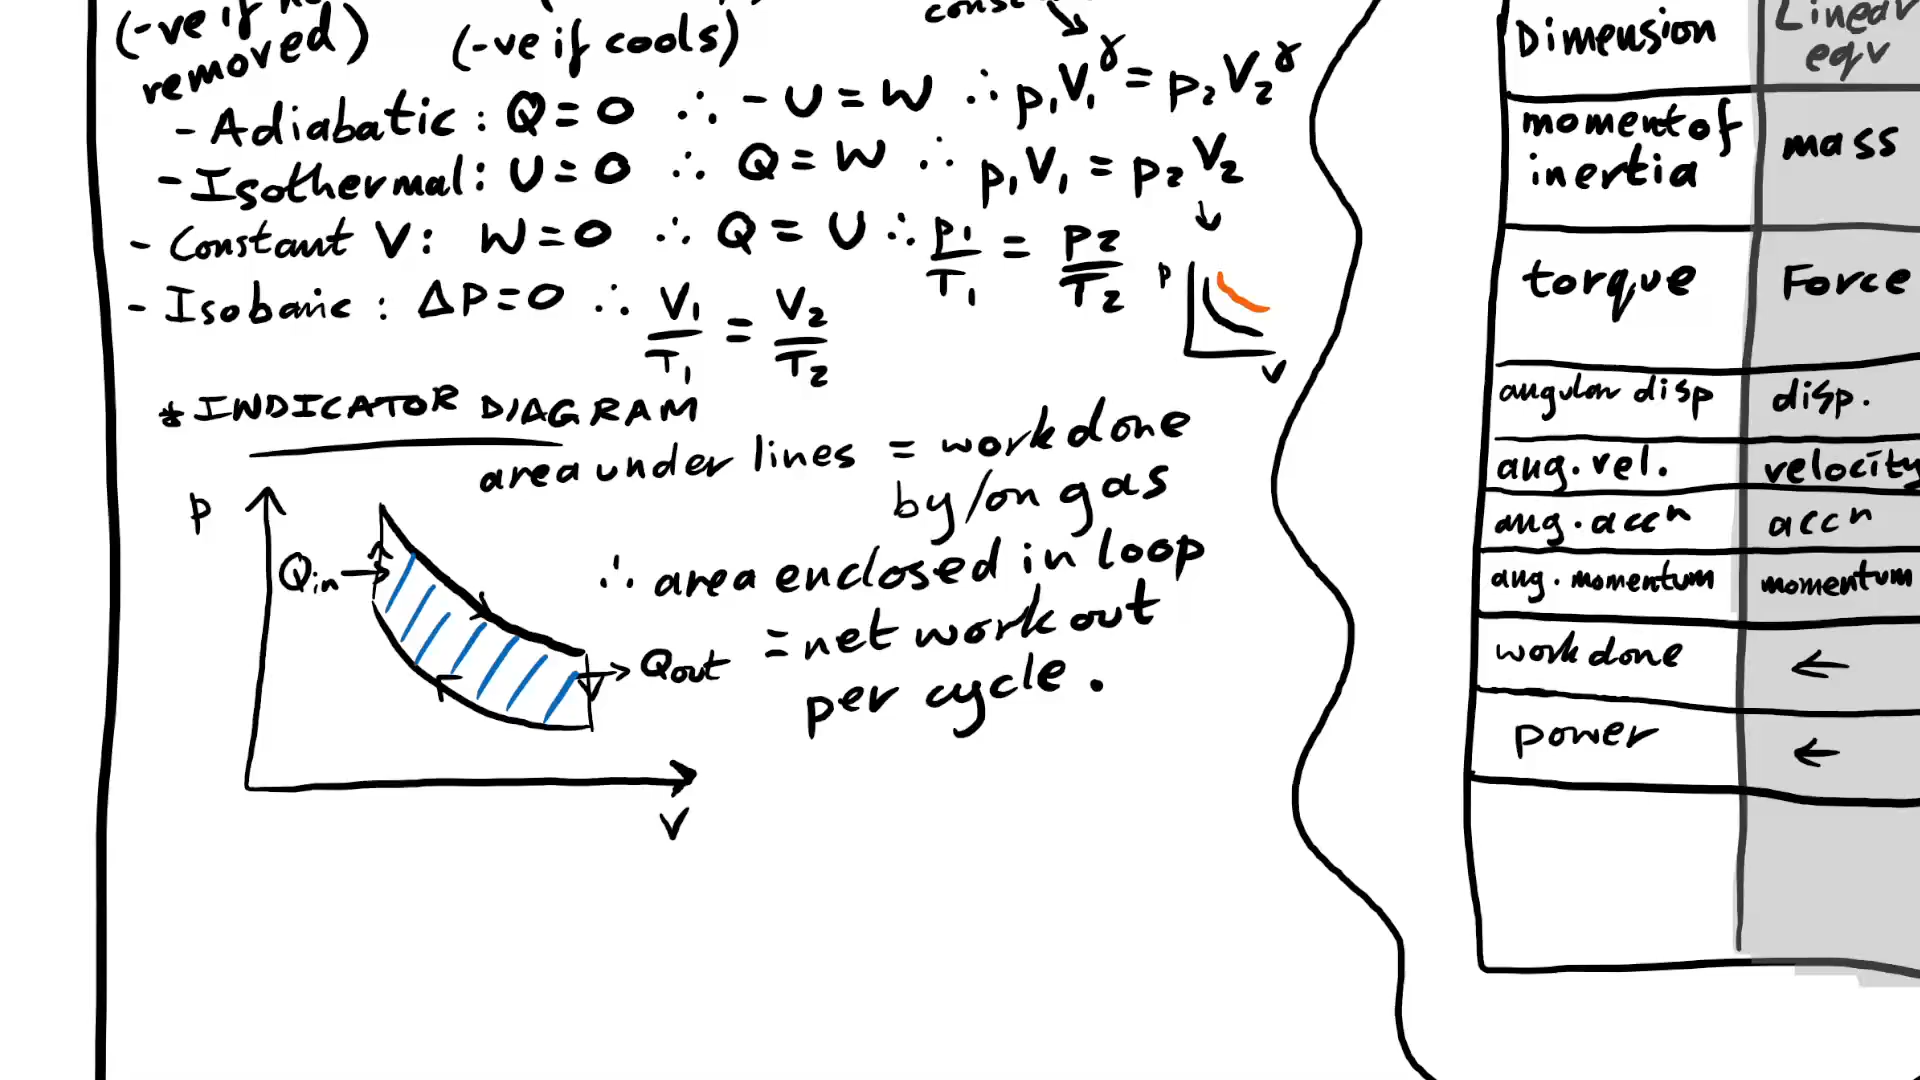 (-ve if
removed)
(-ve if cools)
- Adiabatic : Q = 0 ∴ - U = W ∴ p₁V₁^γ = p₂V₂^γ
- Isothermal : U = 0 ∴ Q = W ∴ p₁V₁ = p₂V₂
- Constant V : W = 0 ∴ Q = U ∴ p₁/T₁ = p₂/T₂
- Isobaric : ΔP = 0 ∴ V₁/T₁ = V₂/T₂
p
V
* INDICATOR DIAGRAM
area under lines = work done
by/on gas
∴ area enclosed in loop
= net work out
per cycle.
p
Qin
Qout
V
Dimension
Linear
eqv
moment of
inertia
mass
torque
Force
angular disp
disp.
ang. vel.
velocity
ang. accⁿ
accⁿ
ang. momentum
momentum
work done
←
power
←